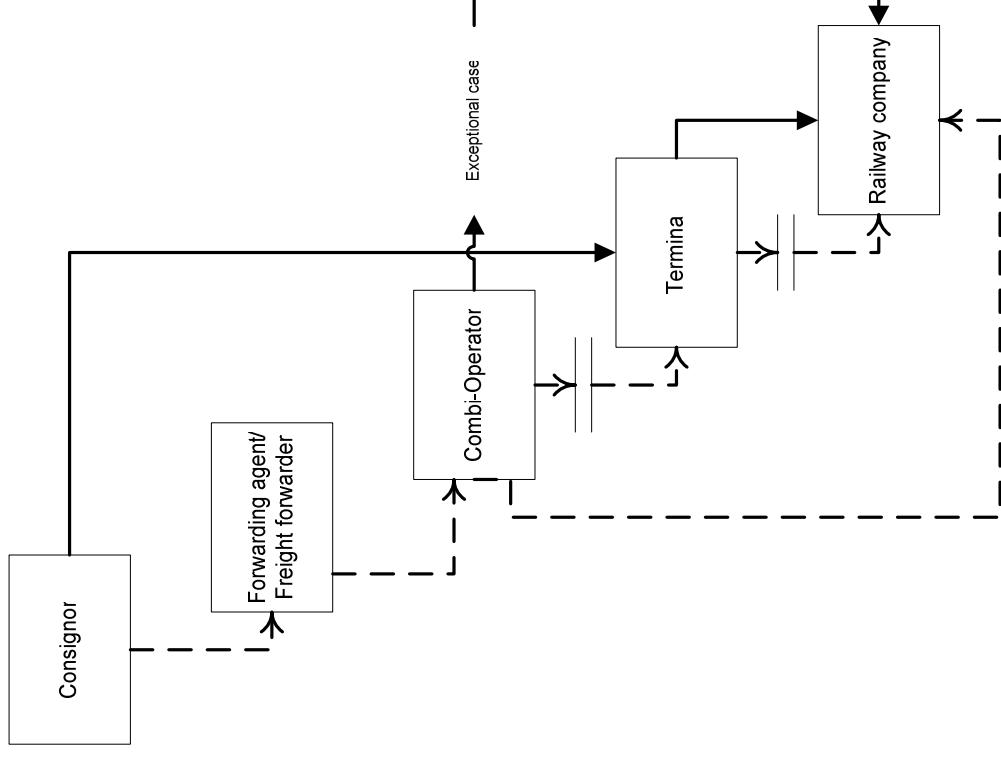 Consignor
Forwarding agent/
Freight forwarder
Combi-Operator
Exceptional case
Termina
Railway company